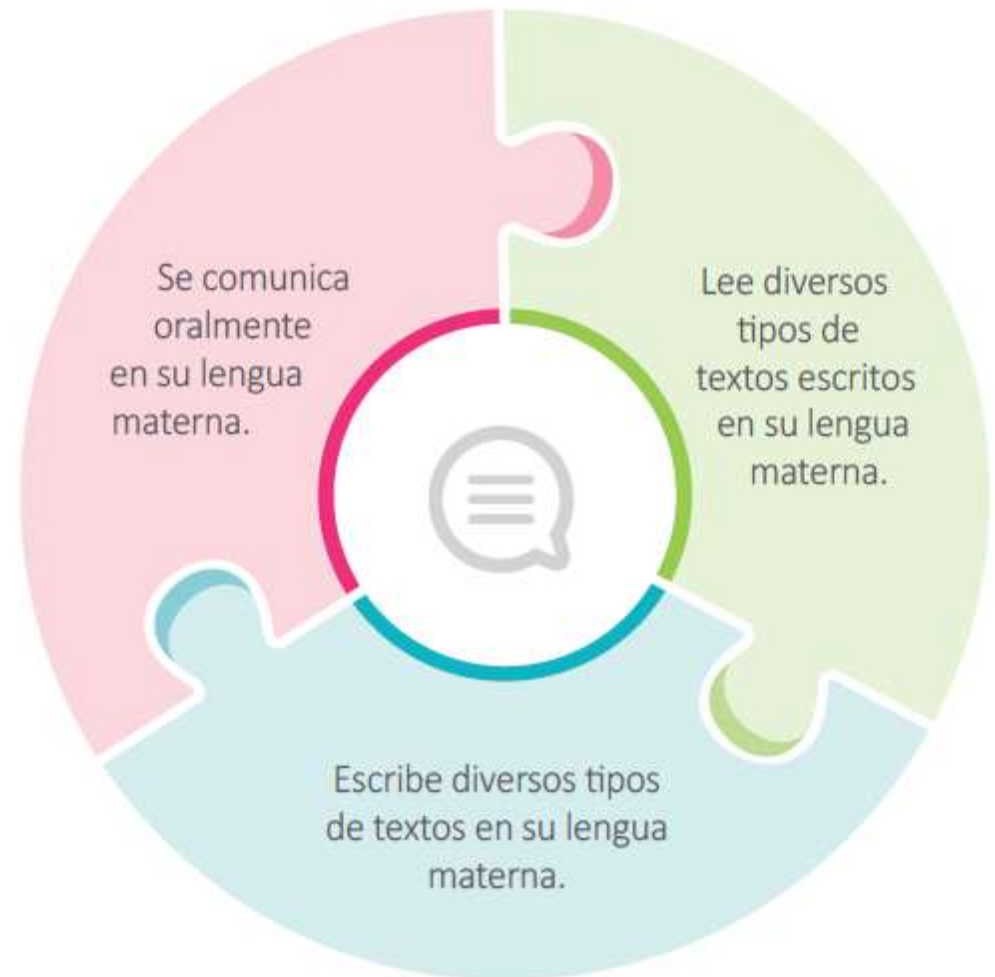 Se comunica
oralmente
en su lengua
materna.
Lee diversos
tipos de
textos escritos
en su lengua
materna.
Escribe diversos tipos
de textos en su lengua
materna.